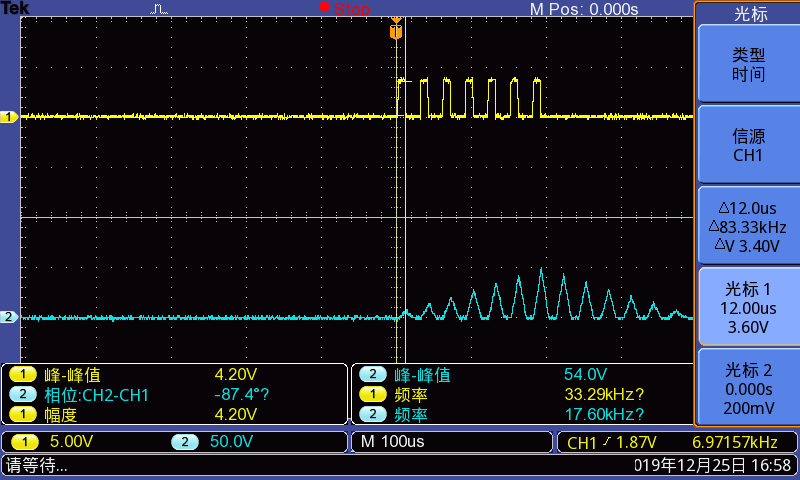 Tek Stop M Pos: 0.000s
光标
类型
时间
信源
CH1
△12.0us
△83.33kHz
△V 3.40V
光标 1
12.00us
3.60V
光标 2
0.000s
200mV
T
1
2
1 峰-峰值 4.20V
2 相位:CH2-CH1 -87.4°?
1 幅度 4.20V
2 峰-峰值 54.0V
1 频率 33.29kHz?
2 频率 17.60kHz?
1 5.00V 2 50.0V M 100us CH1 1.87V 6.97157kHz
请等待... 019年12月25日 16:58